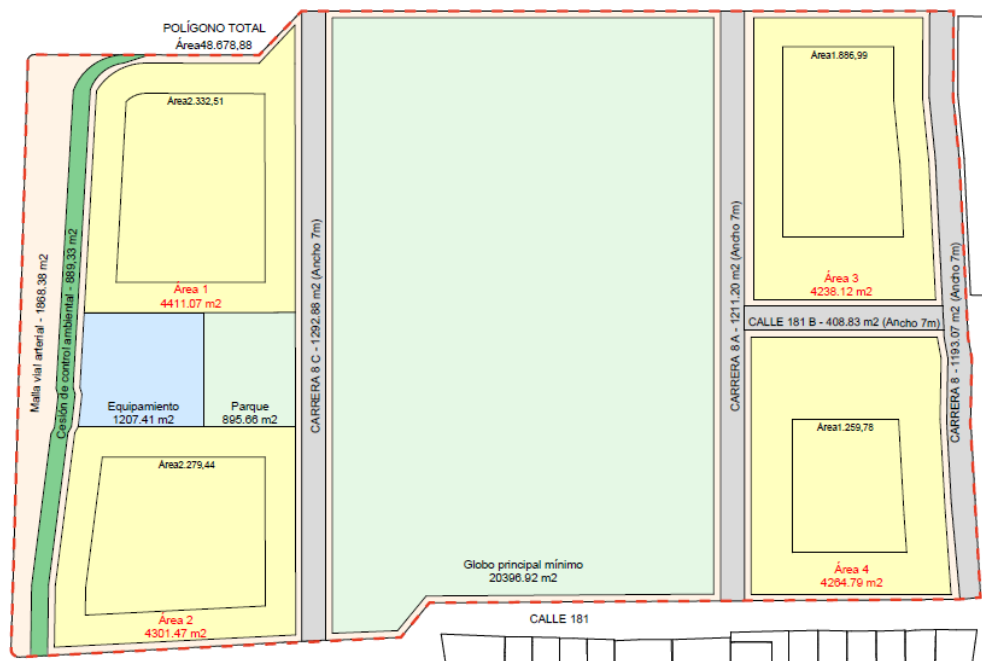 POLÍGONO TOTAL
Área48.678,88
Área2.332,51
Área 1
4411.07 m2
Malla vial arterial - 1868.38 m2
Cesión de control ambiental - 889,33 m2
Equipamiento
1207.41 m2
Parque
895.66 m2
Área2.279,44
Área 2
4301.47 m2
CARRERA 8 C - 1292.88 m2 (Ancho 7m)
Globo principal mínimo
20396.92 m2
CARRERA 8 A - 1211.20 m2 (Ancho 7m)
Área1.886,99
Área 3
4238.12 m2
CALLE 181 B - 408.83 m2 (Ancho 7m)
CARRERA 8 - 1193.07 m2 (Ancho 7m)
Área1.259,78
Área 4
4264.79 m2
CALLE 181